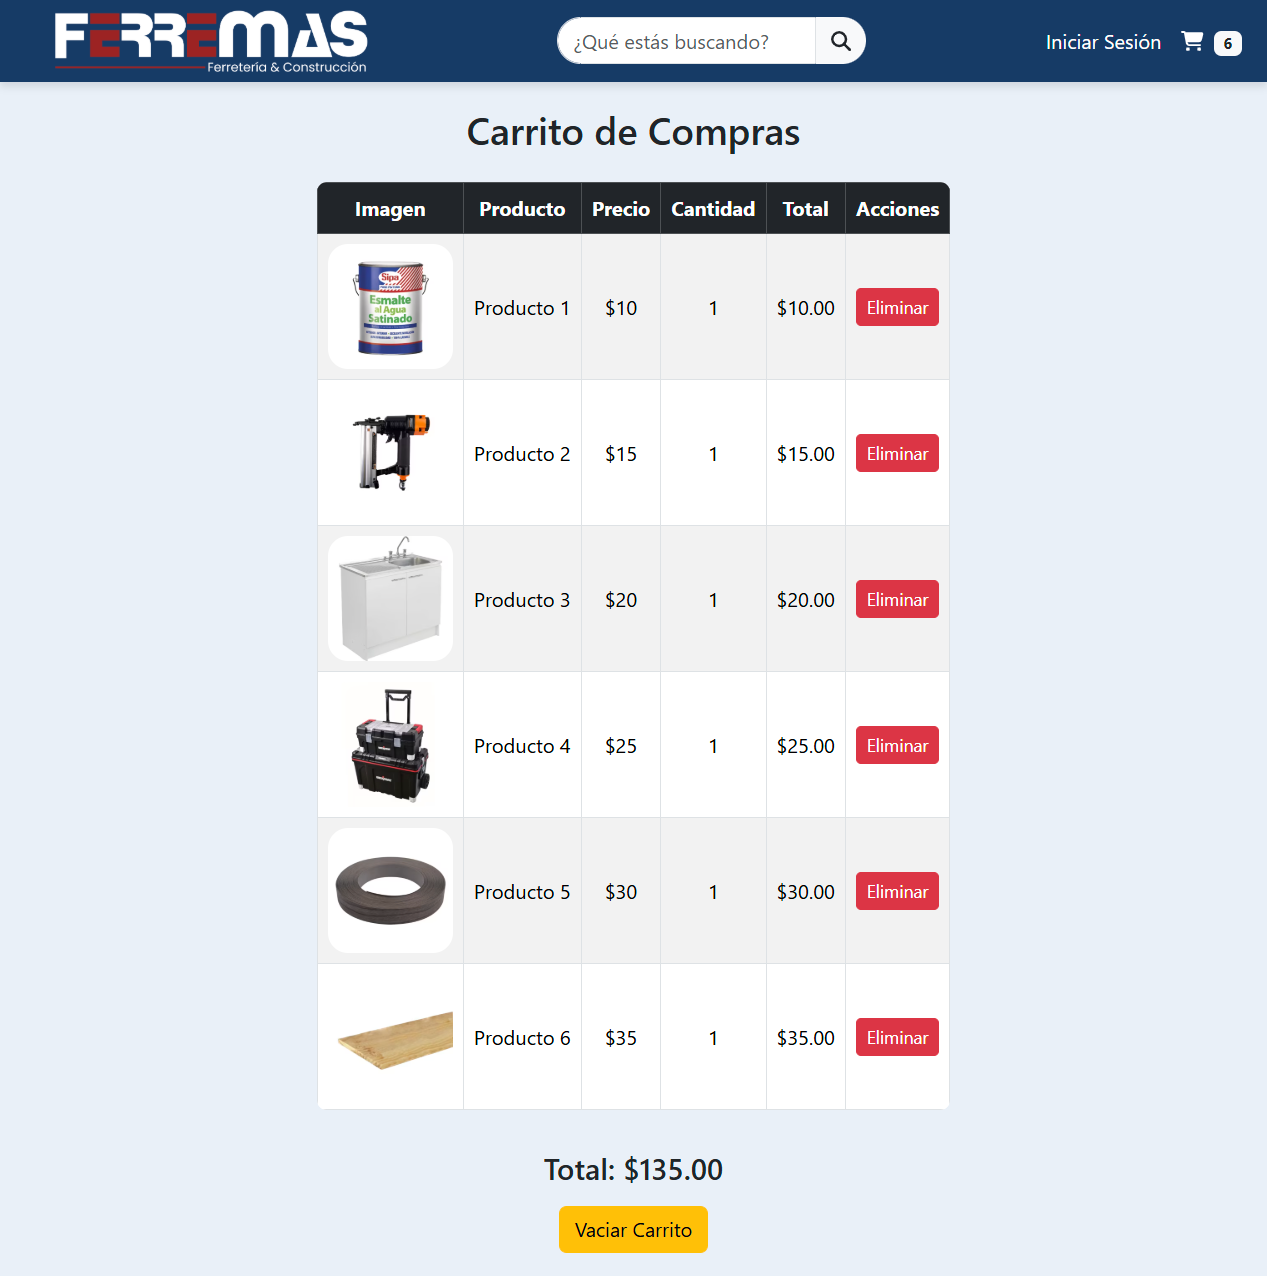 FERREMAS
Ferretería & Construcción
¿Qué estás buscando?
Iniciar Sesión 6
Carrito de Compras
Imagen Producto Precio Cantidad Total Acciones
Sipa
Esmalte
al Agua
Satinado
Producto 1 $10 1 $10.00 Eliminar
Producto 2 $15 1 $15.00 Eliminar
Producto 3 $20 1 $20.00 Eliminar
Producto 4 $25 1 $25.00 Eliminar
Producto 5 $30 1 $30.00 Eliminar
Producto 6 $35 1 $35.00 Eliminar
Total: $135.00
Vaciar Carrito